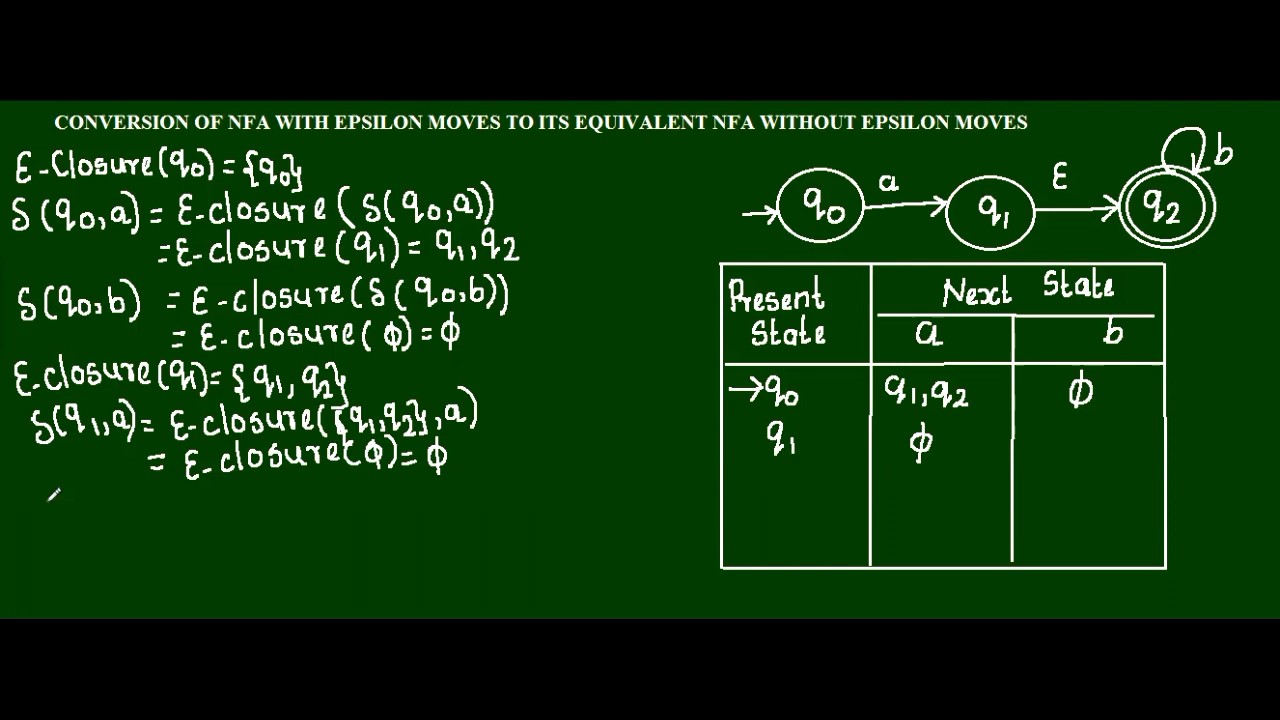 CONVERSION OF NFA WITH EPSILON MOVES TO ITS EQUIVALENT NFA WITHOUT EPSILON MOVES
Ɛ-Closure(q0) = {q0}
δ(q0,a) = Ɛ-closure(δ(q0,a))
= Ɛ-closure(q1) = q1,q2
δ(q0,b) = Ɛ-closure(δ(q0,b))
= Ɛ-closure(ϕ) = ϕ
Ɛ-closure(q1) = {q1,q2}
δ(q1,a) = Ɛ-closure({q1,q2},a)
= Ɛ-closure(ϕ) = ϕ
q0 a q1 Ɛ q2 b
Present State Next State
a b
→q0 q1,q2 ϕ
q1 ϕ